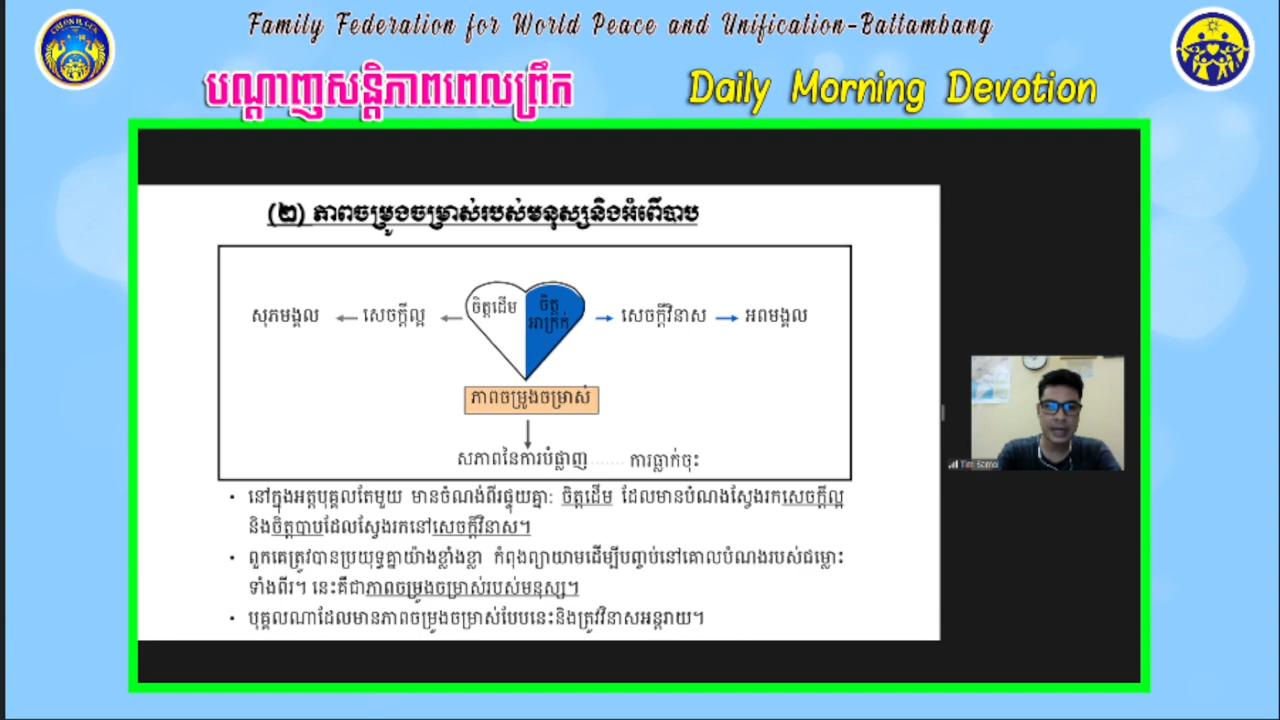 Family Federation for World Peace and Unification-Battambang
បណ្តាញសន្តិភាពពេលព្រឹក
Daily Morning Devotion
(២) ភាពចម្រូងចម្រាស់របស់មនុស្សនិងអំពើបាប
សុភមង្គល
សេចក្តីល្អ
ចិត្តដើម
ចិត្ត
អាក្រក់
សេចក្តីវិនាស
អពមង្គល
ភាពចម្រូងចម្រាស់
សភាពនៃការបំផ្លាញ ....... ការធ្លាក់ចុះ
• នៅក្នុងអត្តបុគ្គលតែមួយ មានចំណង់ពីរផ្ទុយគ្នា: ចិត្តដើម ដែលមានបំណងស្វែងរកសេចក្តីល្អ
និងចិត្តបាបដែលស្វែងរកនៅសេចក្តីវិនាស។
• ពួកគេត្រូវបានប្រយុទ្ធគ្នាយ៉ាងខ្លាំងខ្លា កំពុងព្យាយាមដើម្បីបញ្ចប់នៅគោលបំណងរបស់ជម្លោះ
ទាំងពីរ។ នេះគឺជាភាពចម្រូងចម្រាស់របស់មនុស្ស។
• បុគ្គលណាដែលមានភាពចម្រូងចម្រាស់បែបនេះនិងត្រូវវិនាសអន្តរាយ។